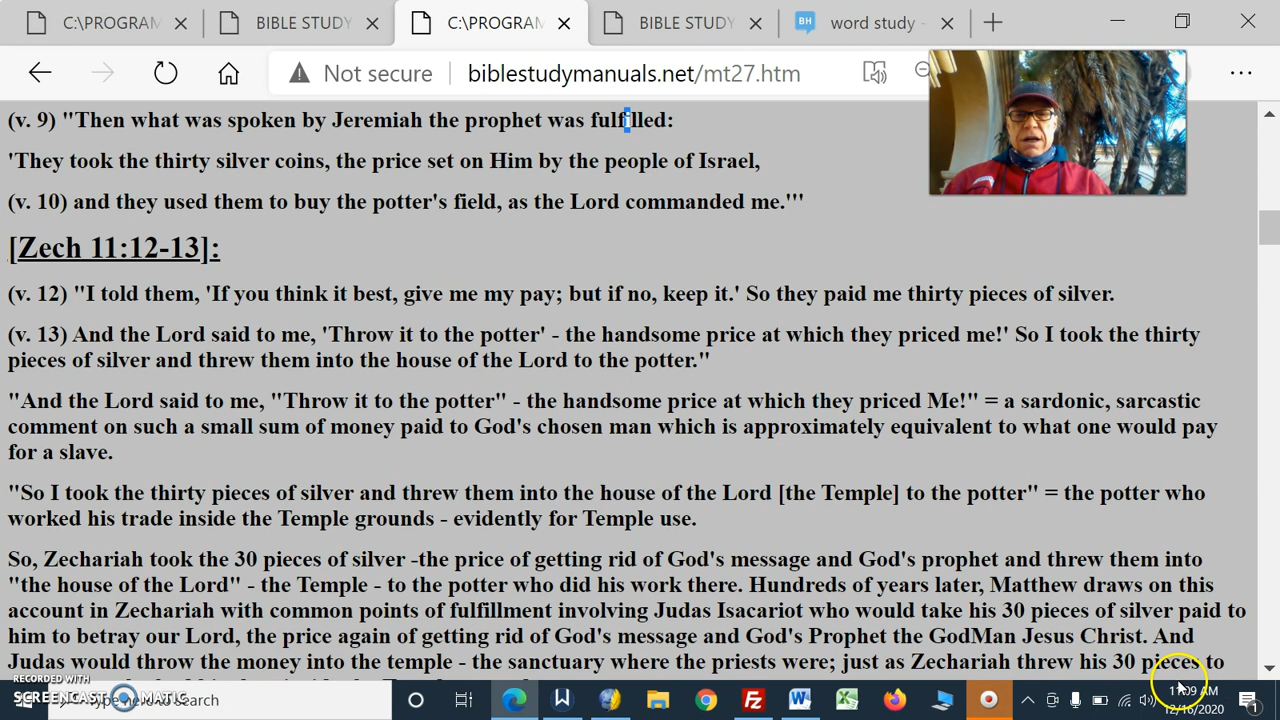 C:\PROGRAM
BIBLE STUDY
C:\PROGRAM
BIBLE STUDY
BH
word study -
Not secure
biblestudymanuals.net/mt27.htm
(v. 9) "Then what was spoken by Jeremiah the prophet was fulfilled:
'They took the thirty silver coins, the price set on Him by the people of Israel,
(v. 10) and they used them to buy the potter's field, as the Lord commanded me.'"
[Zech 11:12-13]:
(v. 12) "I told them, 'If you think it best, give me my pay; but if no, keep it.' So they paid me thirty pieces of silver.
(v. 13) And the Lord said to me, 'Throw it to the potter' - the handsome price at which they priced me!' So I took the thirty
pieces of silver and threw them into the house of the Lord to the potter."
"And the Lord said to me, "Throw it to the potter" - the handsome price at which they priced Me!" = a sardonic, sarcastic
comment on such a small sum of money paid to God's chosen man which is approximately equivalent to what one would pay
for a slave.
"So I took the thirty pieces of silver and threw them into the house of the Lord [the Temple] to the potter" = the potter who
worked his trade inside the Temple grounds - evidently for Temple use.
So, Zechariah took the 30 pieces of silver -the price of getting rid of God's message and God's prophet and threw them into
"the house of the Lord" - the Temple - to the potter who did his work there. Hundreds of years later, Matthew draws on this
account in Zechariah with common points of fulfillment involving Judas Isacariot who would take his 30 pieces of silver paid to
him to betray our Lord, the price again of getting rid of God's message and God's Prophet the GodMan Jesus Christ. And
Judas would throw the money into the temple - the sanctuary where the priests were; just as Zechariah threw his 30 pieces to
RECORDED WITH
SCREENCAST MATIC
Type here to search
11:09 AM
12/16/2020
1